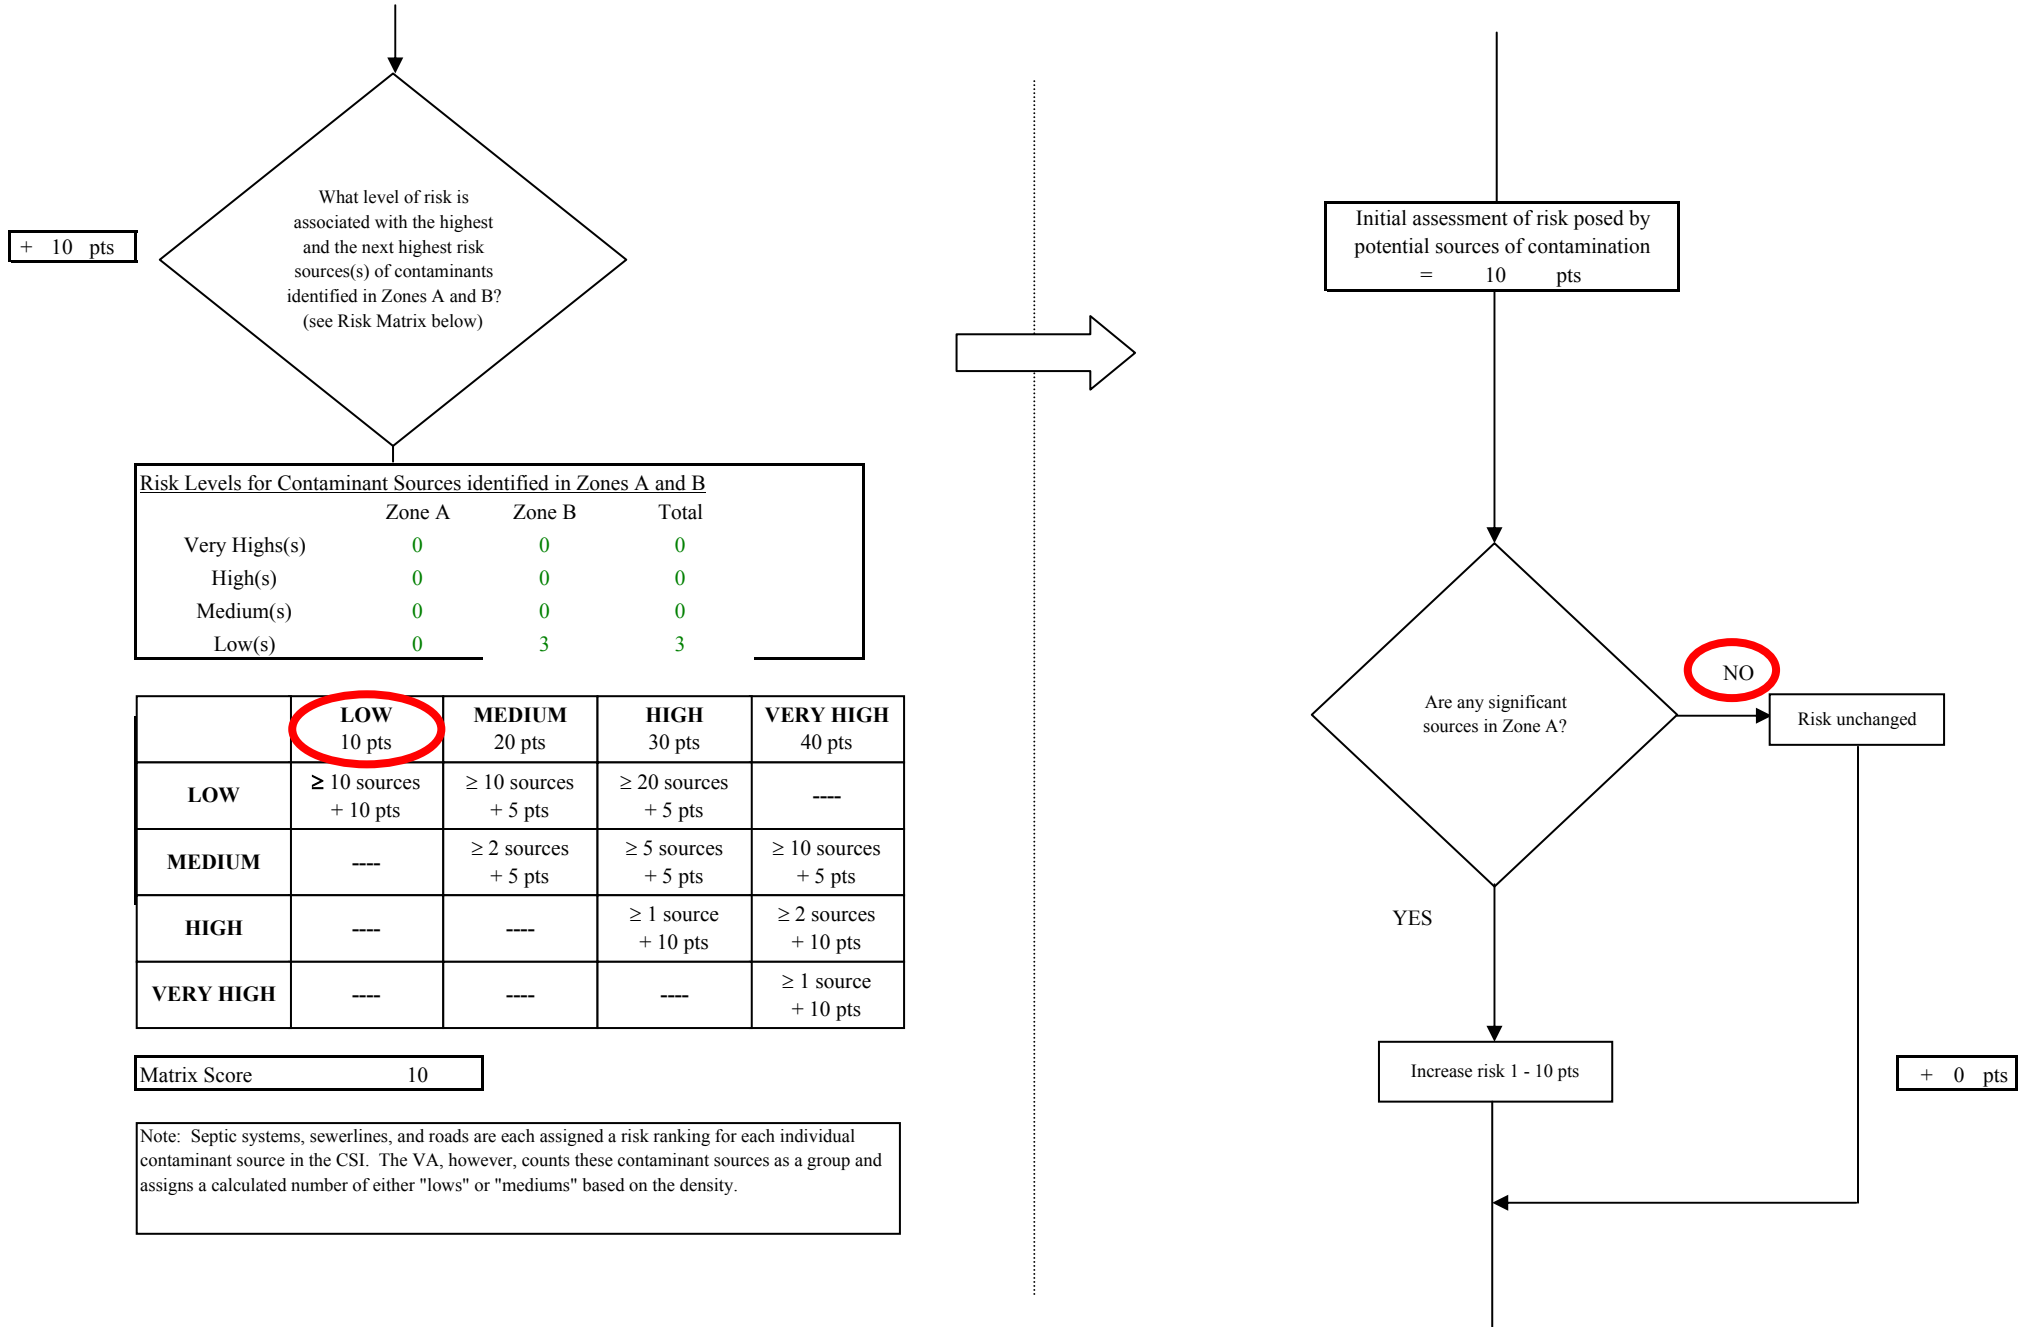 + 10 pts
What level of risk is
associated with the highest
and the next highest risk
sources(s) of contaminants
identified in Zones A and B?
(see Risk Matrix below)
Risk Levels for Contaminant Sources identified in Zones A and B
Zone A Zone B Total
Very Highs(s) 0 0 0
High(s) 0 0 0
Medium(s) 0 0 0
Low(s) 0 3 3
LOW MEDIUM HIGH VERY HIGH
10 pts 20 pts 30 pts 40 pts
LOW ≥ 10 sources ≥ 10 sources ≥ 20 sources ----
+ 10 pts + 5 pts + 5 pts
MEDIUM ---- ≥ 2 sources ≥ 5 sources ≥ 10 sources
+ 5 pts + 5 pts + 5 pts
HIGH ---- ---- ≥ 1 source ≥ 2 sources
+ 10 pts + 10 pts
VERY HIGH ---- ---- ---- ≥ 1 source
+ 10 pts
Matrix Score 10
Note: Septic systems, sewerlines, and roads are each assigned a risk ranking for each individual
contaminant source in the CSI. The VA, however, counts these contaminant sources as a group and
assigns a calculated number of either "lows" or "mediums" based on the density.
Initial assessment of risk posed by
potential sources of contamination
= 10 pts
Are any significant
sources in Zone A?
NO
Risk unchanged
YES
Increase risk 1 - 10 pts
+ 0 pts